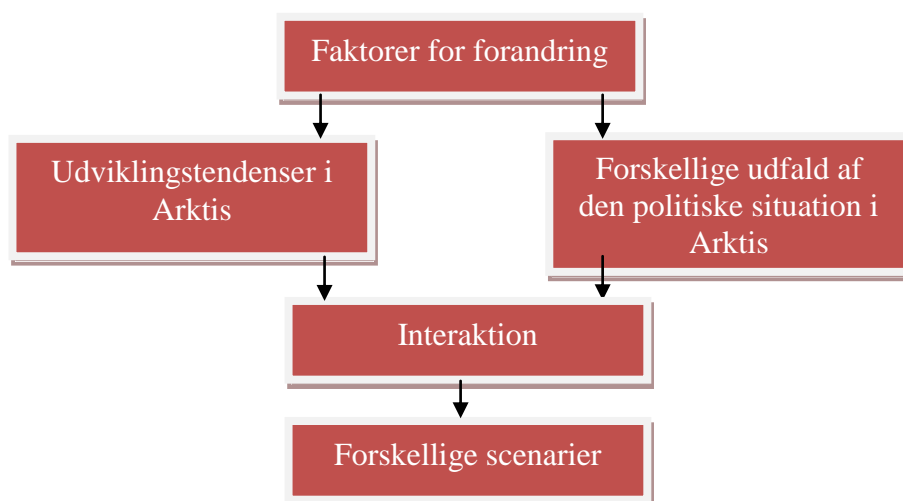 Faktorer for forandring
Udviklingstendenser i
Arktis
Forskellige udfald af
den politiske situation i
Arktis
Interaktion
Forskellige scenarier